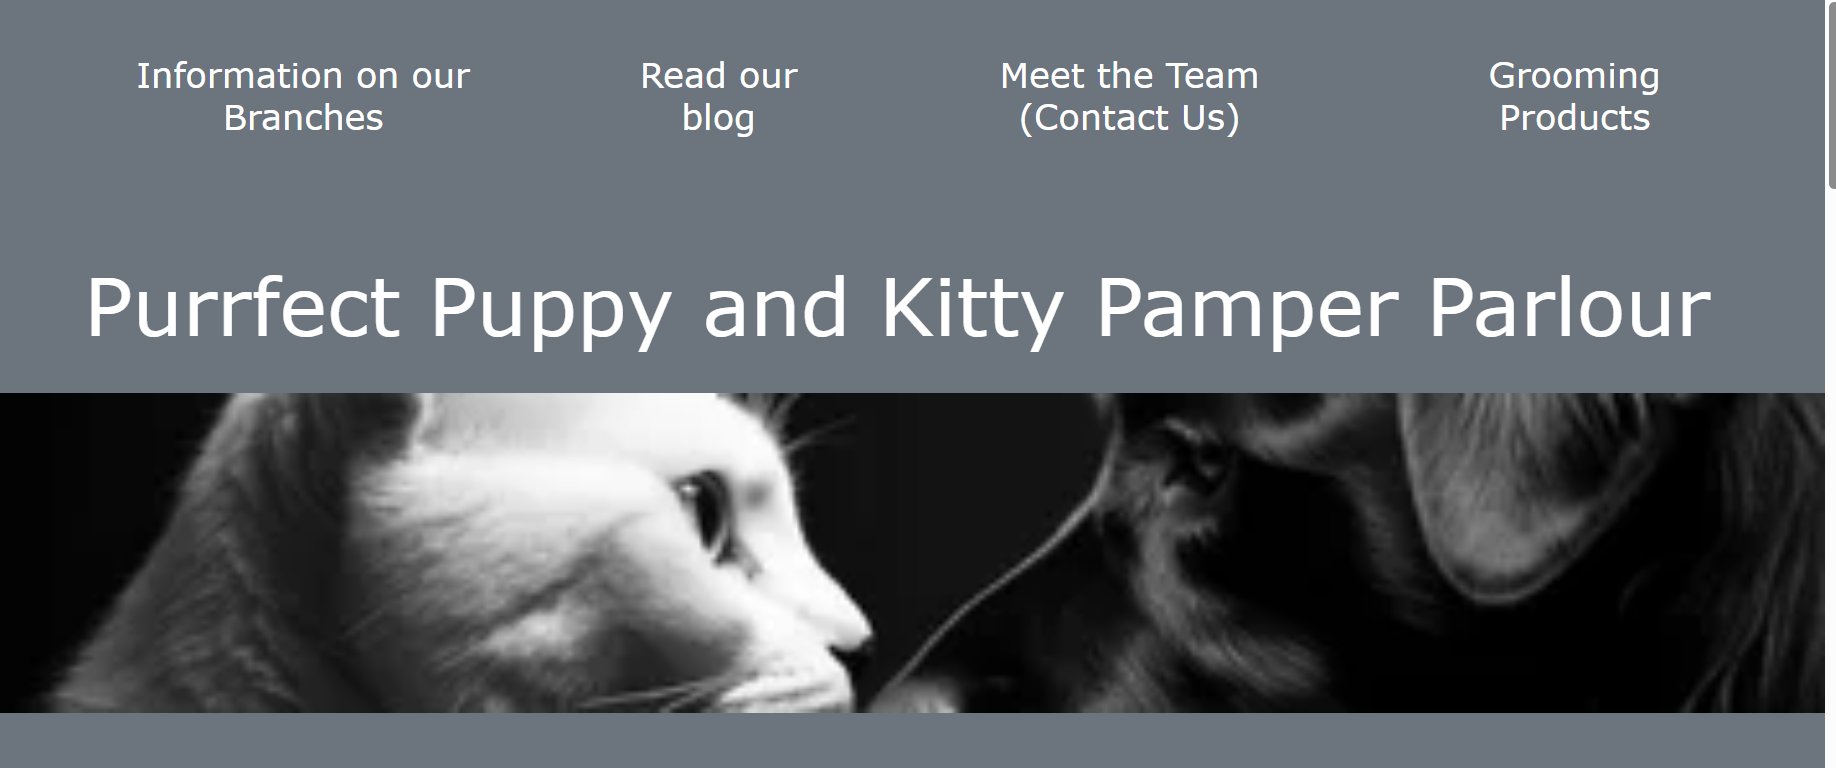 Information on our
Branches
Read our
blog
Meet the Team
(Contact Us)
Grooming
Products
Purrfect Puppy and Kitty Pamper Parlour